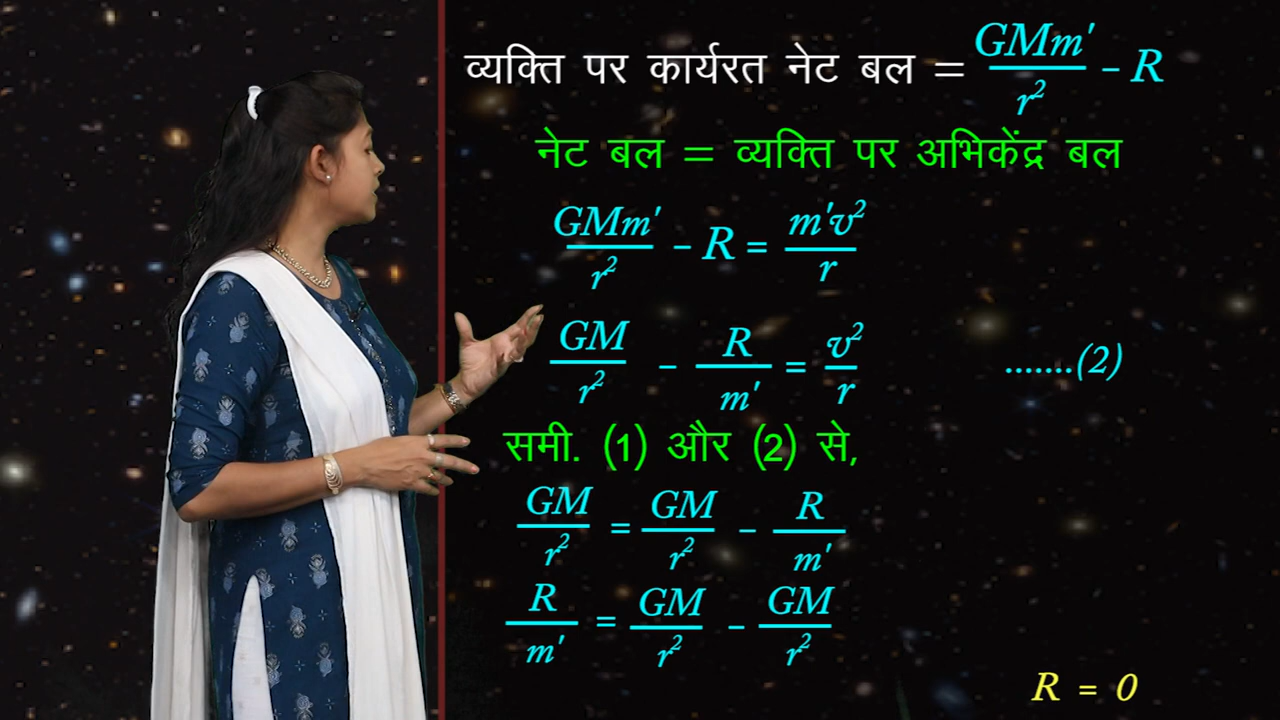 व्यक्ति पर कार्यरत नेट बल = GMm'/r² – R
नेट बल = व्यक्ति पर अभिकेंद्र बल
GMm'/r² – R = m'v²/r
GM/r² – R/m' = v²/r .......(2)
समी. (1) और (2) से,
GM/r² = GM/r² – R/m'
R/m' = GM/r² – GM/r²
R = 0